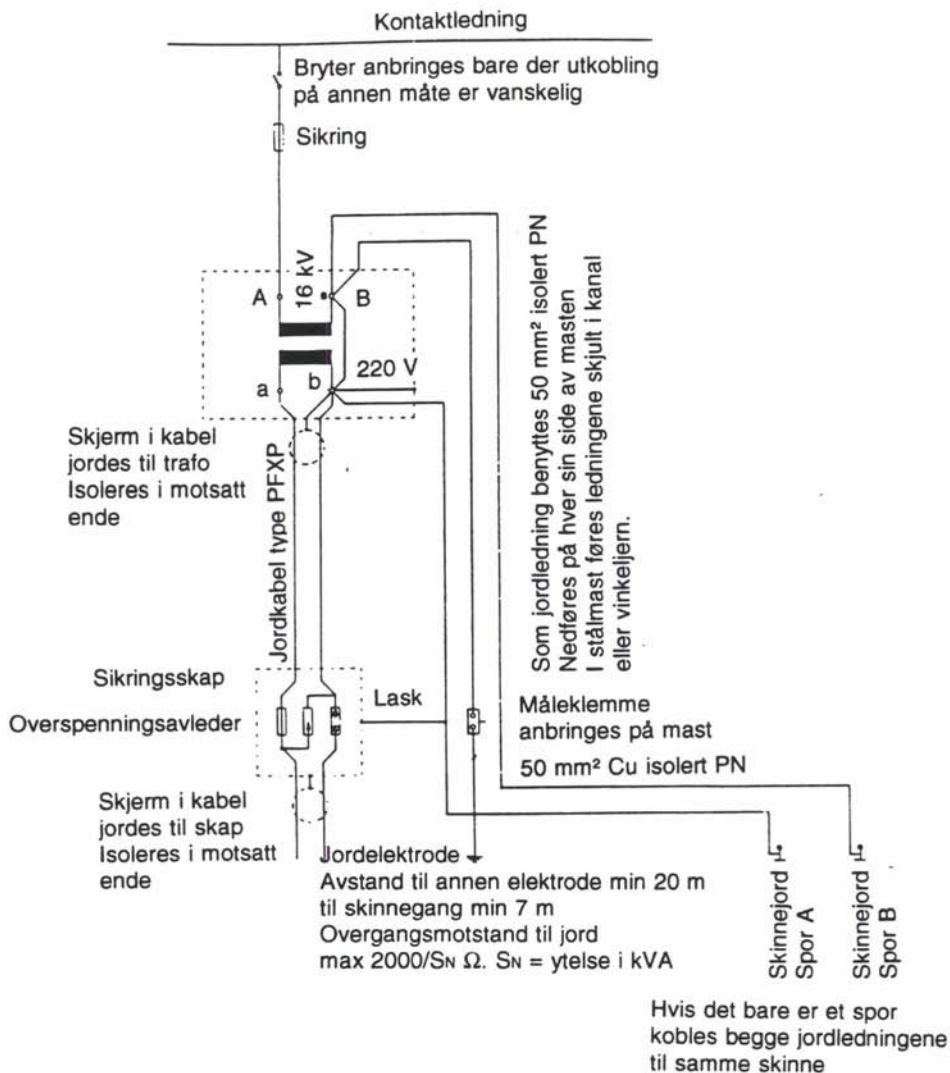 Kontaktledning
Bryter anbringes bare der utkobling
på annen måte er vanskelig
Sikring
16 kV
A
B
220 V
a
b
Som jordledning benyttes 50 mm² isolert PN
Nedføres på hver sin side av masten
I stålmast føres ledningene skjult i kanal
eller vinkeljern.
Skjerm i kabel
jordes til trafo
Isoleres i motsatt
ende
Jordkabel type PFXP
Sikringsskap
Lask
Overspenningsavleder
Måleklemme
anbringes på mast
50 mm² Cu isolert PN
Skjerm i kabel
jordes til skap
Isoleres i motsatt
ende
Jordelektrode
Avstand til annen elektrode min 20 m
til skinnegang min 7 m
Overgangsmotstand til jord
max 2000/SN Ω. SN = ytelse i kVA
Skinnejord
Spor A
Skinnejord
Spor B
Hvis det bare er et spor
kobles begge jordledningene
til samme skinne